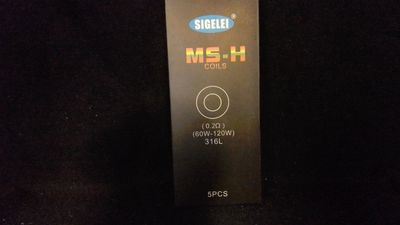 SIGELEI®
MS-H
COILS
(0.2Ω)
(60W-120W)
316L
5PCS